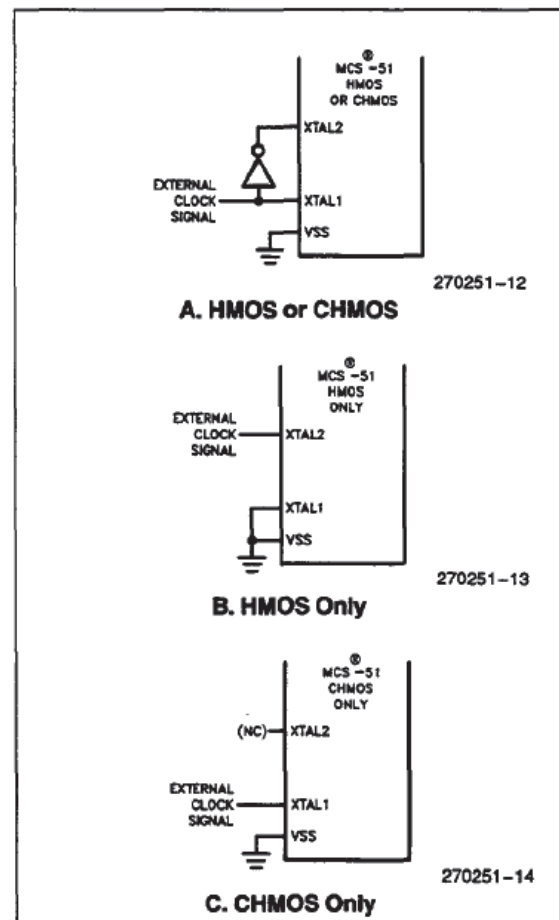 ®
MCS -51
HMOS
OR CHMOS
XTAL2
EXTERNAL
CLOCK
SIGNAL
XTAL1
VSS
270251-12
A. HMOS or CHMOS
®
MCS -51
HMOS
ONLY
EXTERNAL
CLOCK
SIGNAL
XTAL2
XTAL1
VSS
270251-13
B. HMOS Only
®
MCS -51
CHMOS
ONLY
(NC)
XTAL2
EXTERNAL
CLOCK
SIGNAL
XTAL1
VSS
270251-14
C. CHMOS Only